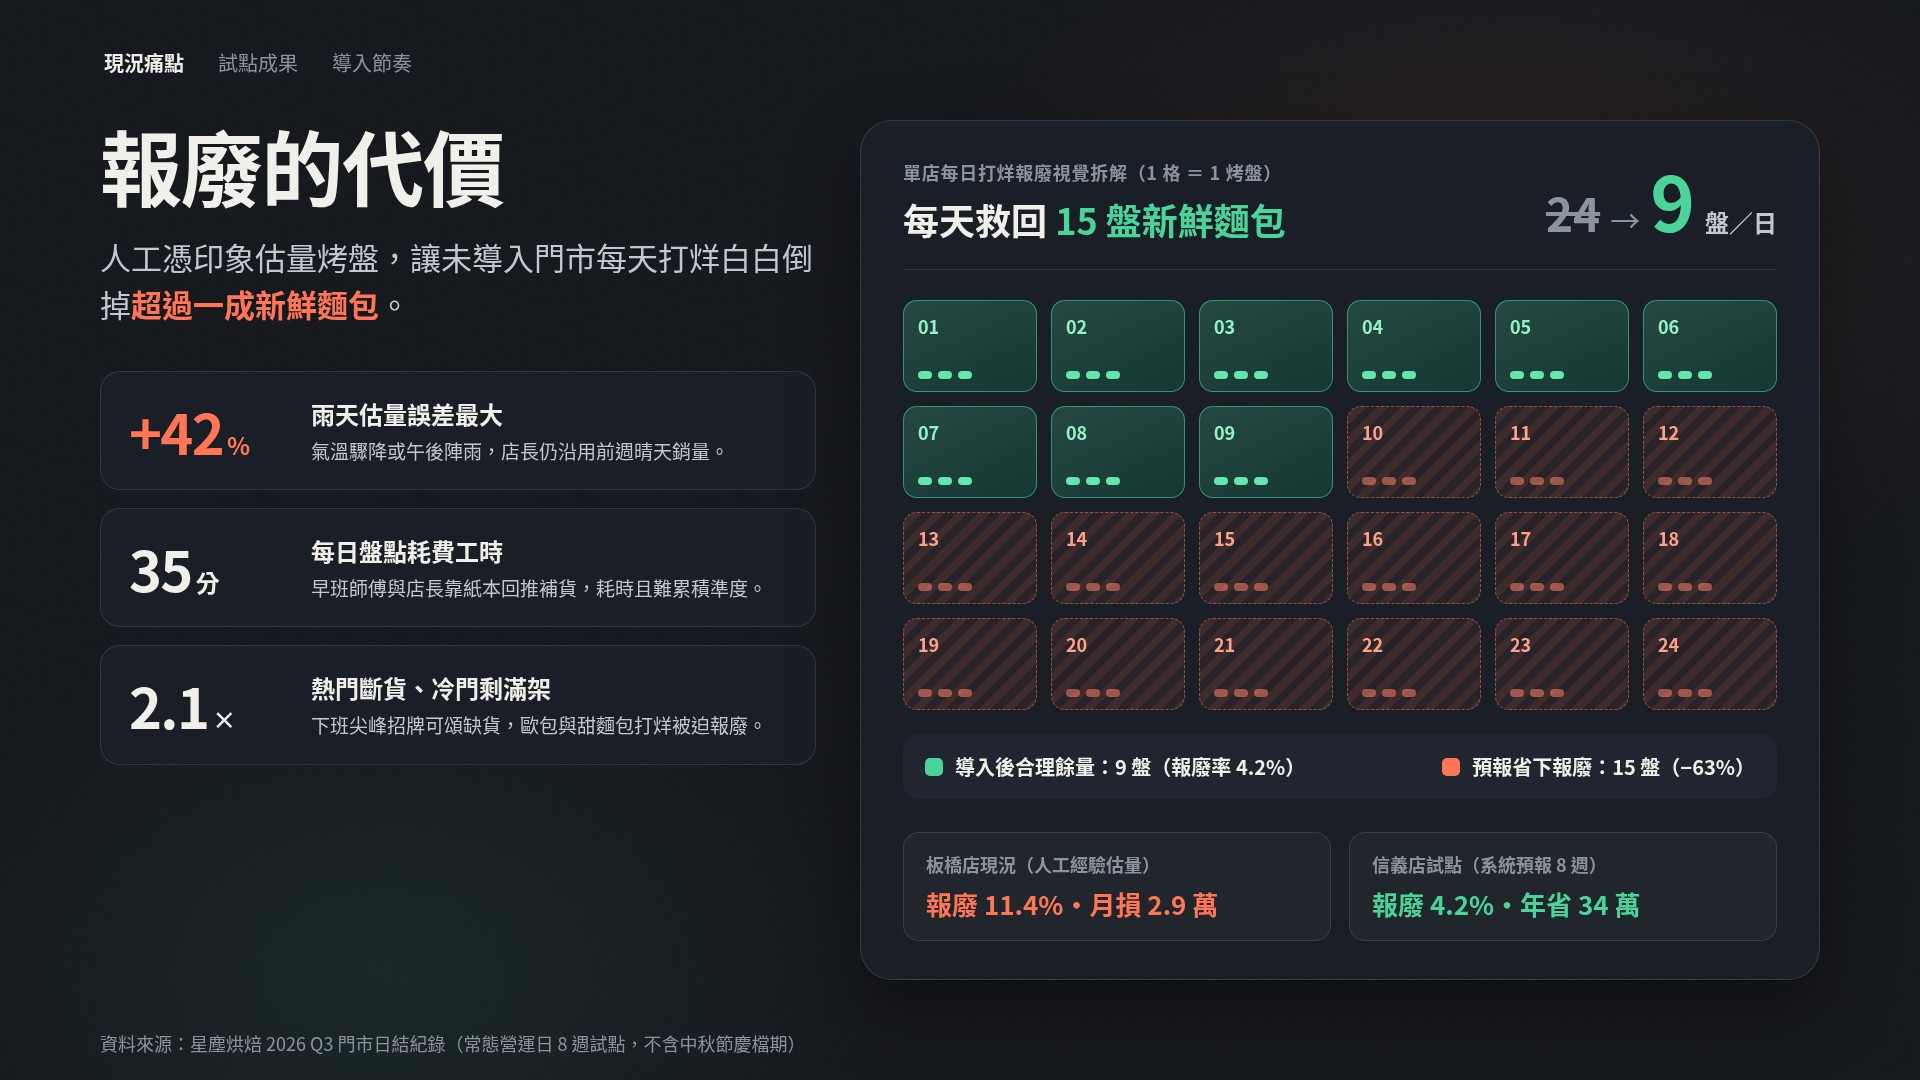 現況痛點 試點成果 導入節奏
報廢的代價
人工憑印象估量烤盤，讓未導入門市每天打烊白白倒
掉超過一成新鮮麵包。
+42%
雨天估量誤差最大
氣溫驟降或午後陣雨，店長仍沿用前週晴天銷量。
35分
每日盤點耗費工時
早班師傅與店長靠紙本回推補貨，耗時且難累積準度。
2.1×
熱門斷貨、冷門剩滿架
下班尖峰招牌可頌缺貨，歐包與甜麵包打烊被迫報廢。
資料來源：星塵烘焙 2026 Q3 門市日結紀錄（常態營運日 8 週試點，不含中秋節慶檔期）
單店每日打烊報廢視覺拆解（1 格 ＝ 1 烤盤）
每天救回 15 盤新鮮麵包
24 → 9 盤／日
01 02 03 04 05 06
07 08 09 10 11 12
13 14 15 16 17 18
19 20 21 22 23 24
導入後合理餘量：9 盤（報廢率 4.2%）
預報省下報廢：15 盤（−63%）
板橋店現況（人工經驗估量）
報廢 11.4%・月損 2.9 萬
信義店試點（系統預報 8 週）
報廢 4.2%・年省 34 萬